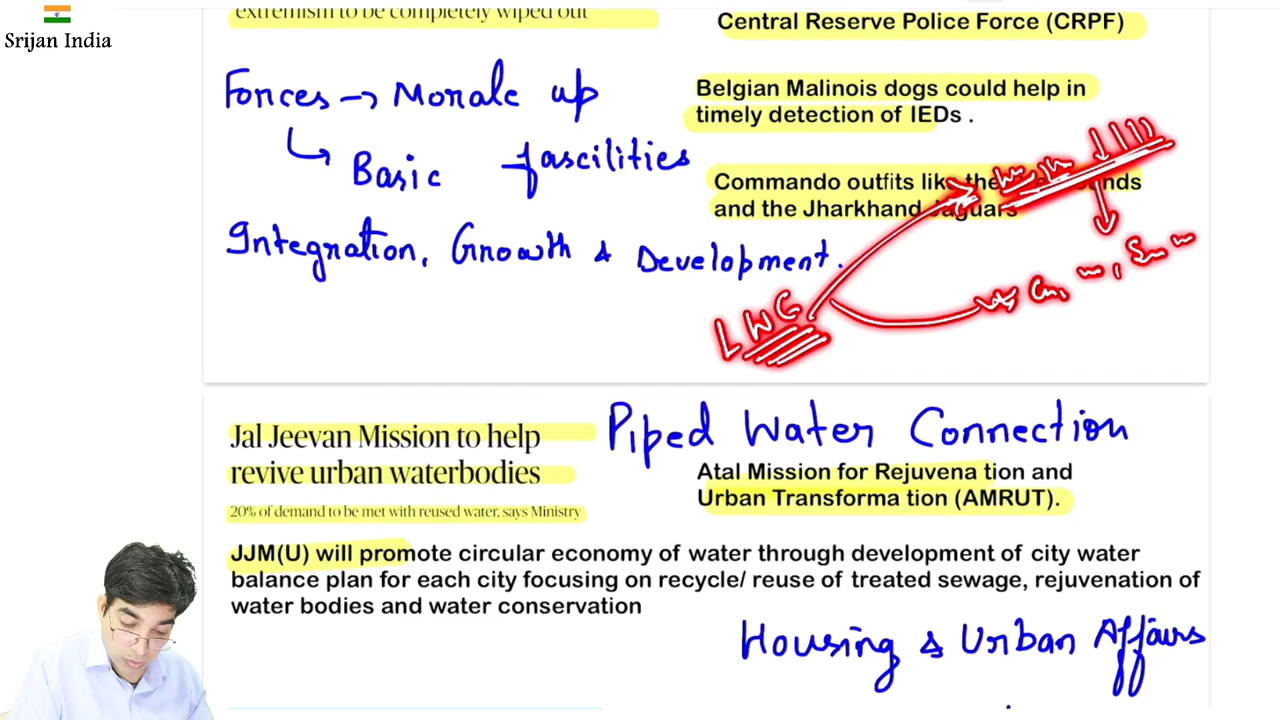 Srijan India
extremism to be completely wiped out
Central Reserve Police Force (CRPF)
Forces → Morale up
Basic fascilities
Integration, Growth & Development.
Belgian Malinois dogs could help in
timely detection of IEDs .
Commando outfits like the
and the Jharkhand Jaguars
LWG
Jal Jeevan Mission to help
revive urban waterbodies
20% of demand to be met with reused water, says Ministry
Piped Water Connection
Atal Mission for Rejuvena tion and
Urban Transforma tion (AMRUT).
JJM(U) will promote circular economy of water through development of city water
balance plan for each city focusing on recycle/ reuse of treated sewage, rejuvenation of
water bodies and water conservation
Housing & Urban Affairs